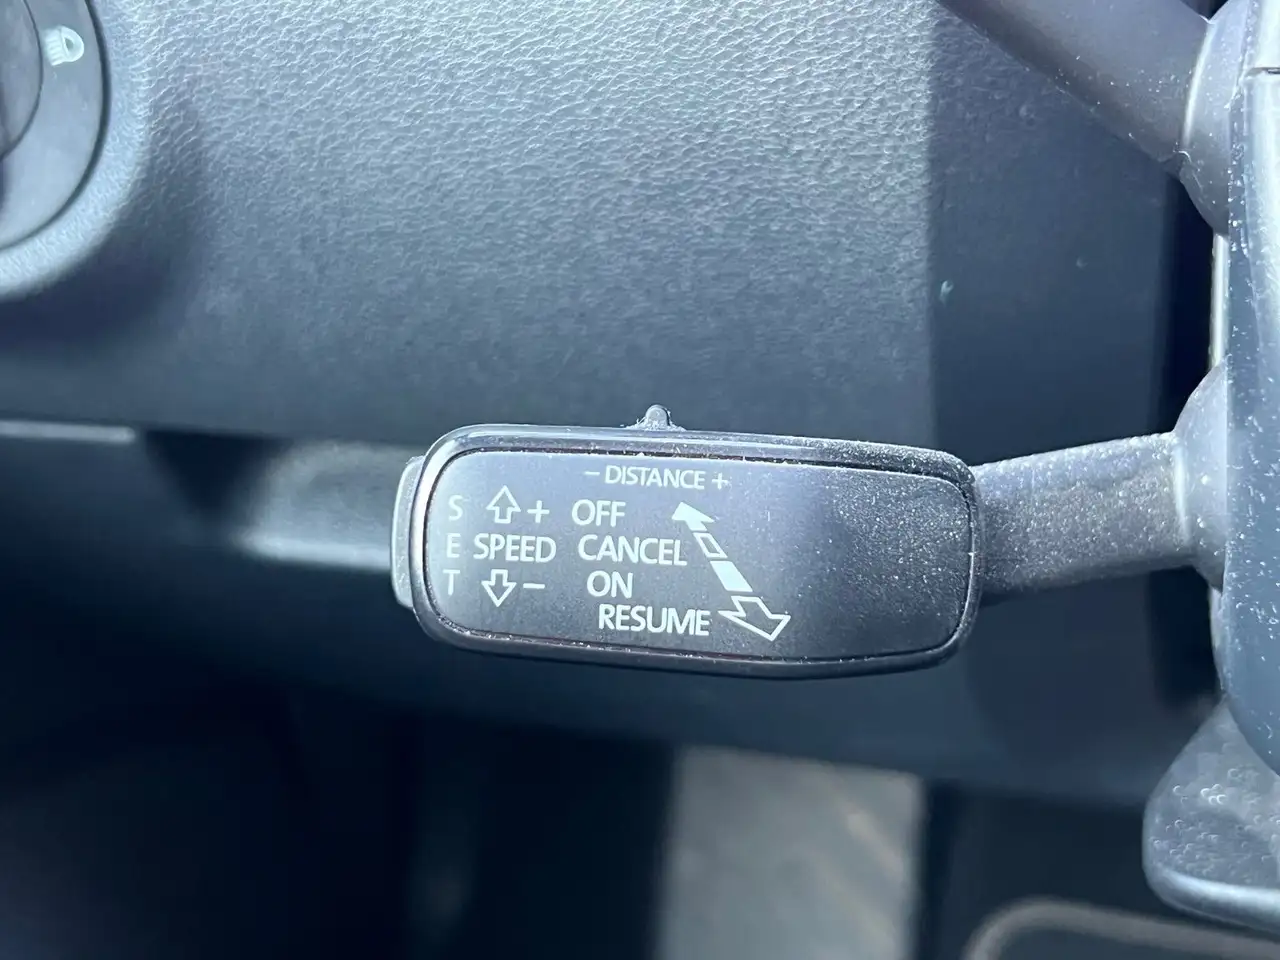 − DISTANCE +
S + OFF
E SPEED CANCEL
T − ON
RESUME